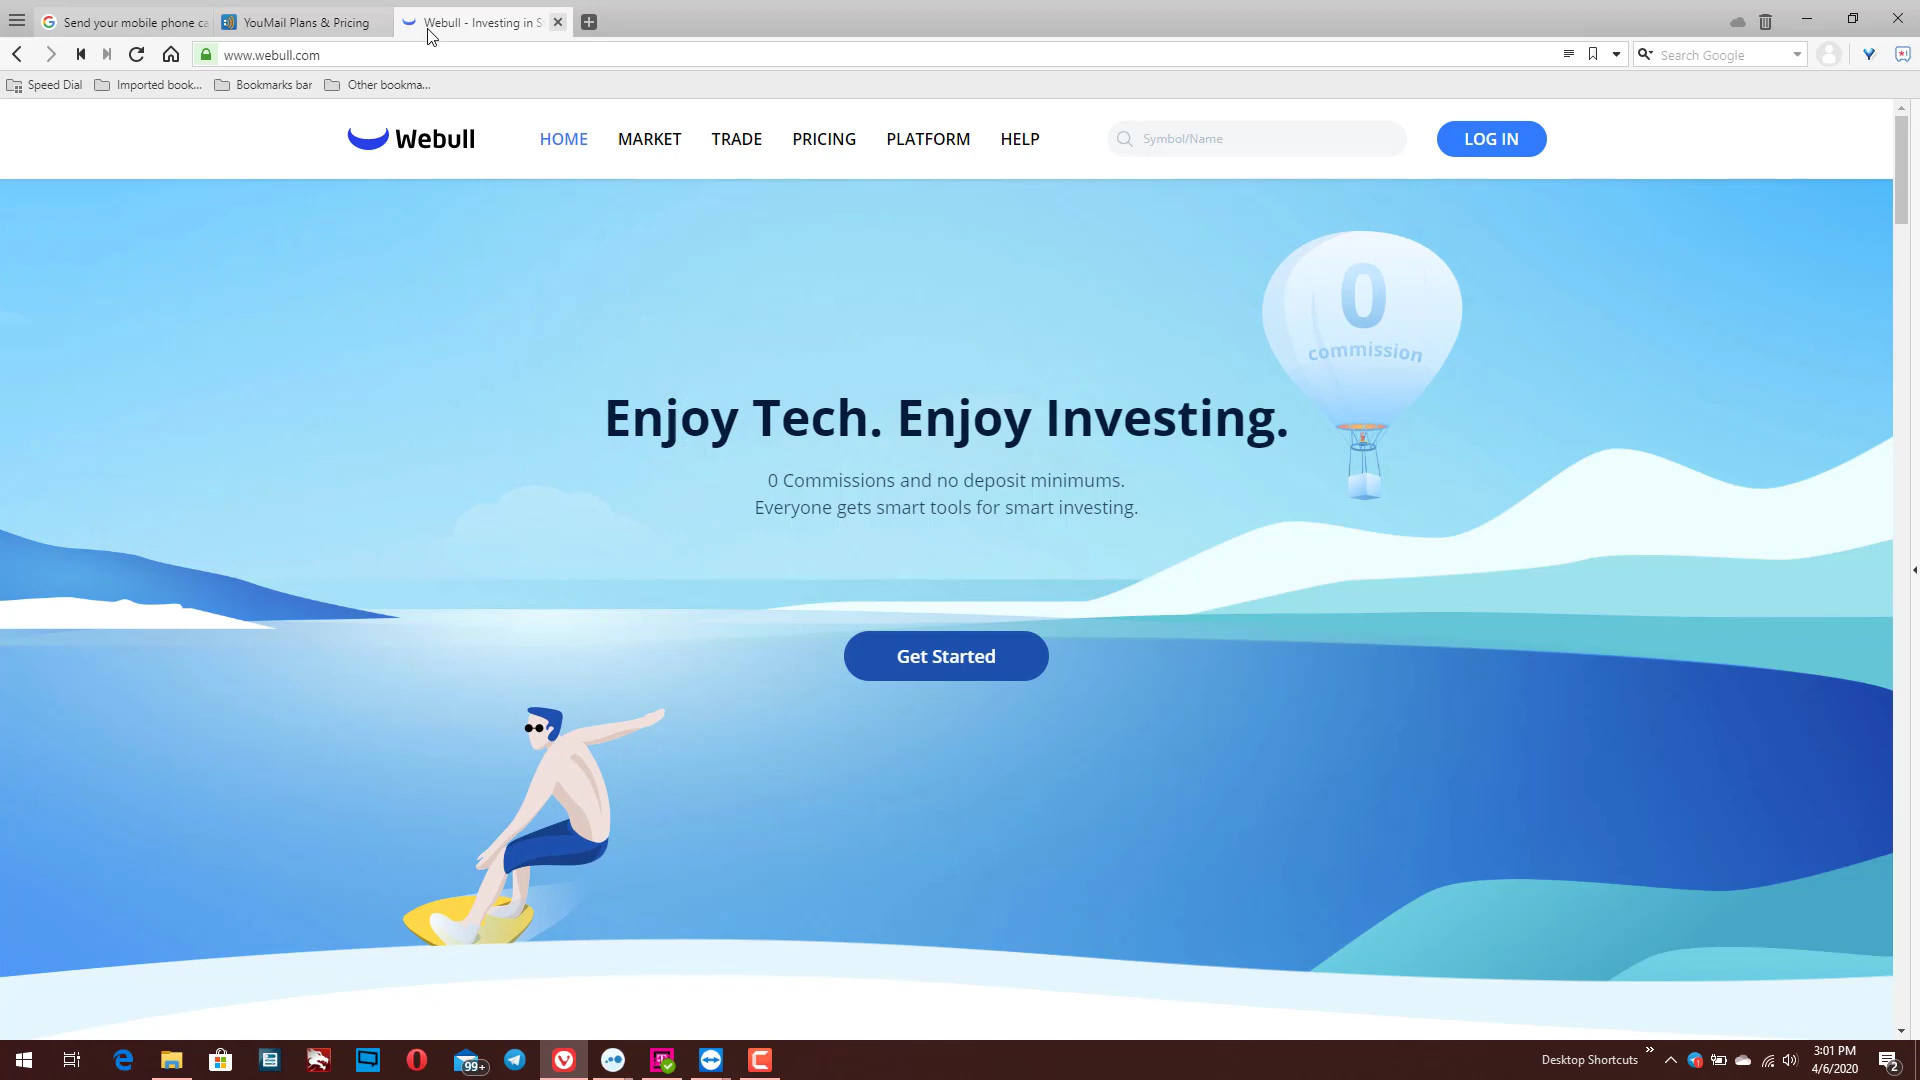 Send your mobile phone ca
YouMail Plans & Pricing
Webull - Investing in S
www.webull.com
Search Google
Speed Dial
Imported book...
Bookmarks bar
Other bookma...
Webull
HOME
MARKET
TRADE
PRICING
PLATFORM
HELP
Symbol/Name
LOG IN
0
commission
Enjoy Tech. Enjoy Investing.
0 Commissions and no deposit minimums.
Everyone gets smart tools for smart investing.
Get Started
99+
Desktop Shortcuts
3:01 PM
4/6/2020
2